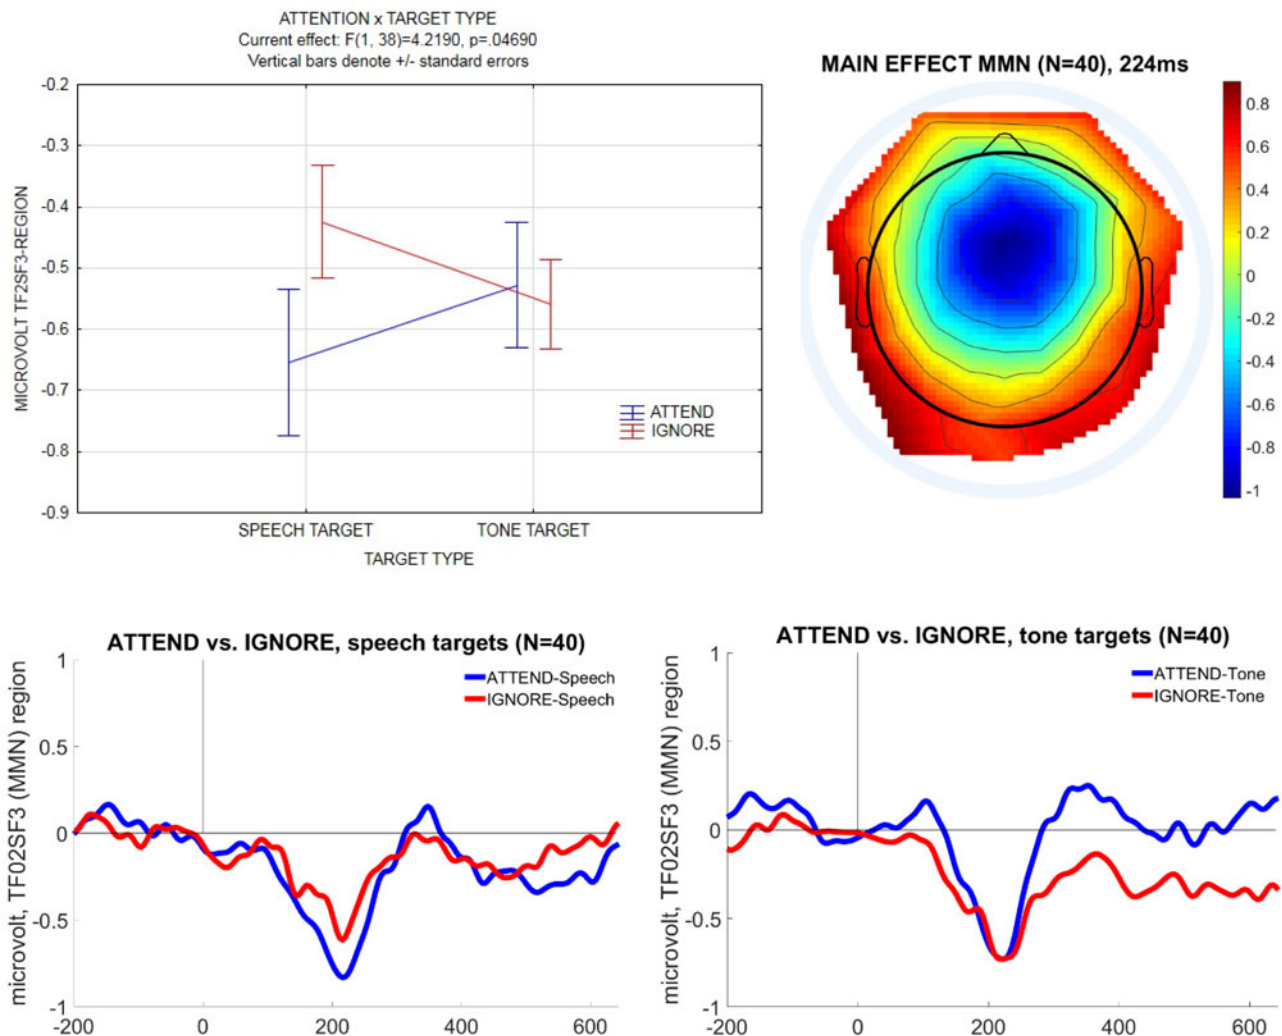 ATTENTION x TARGET TYPE
Current effect: F(1, 38)=4.2190, p=.04690
Vertical bars denote +/- standard errors
-0.2
-0.3
-0.4
-0.5
-0.6
-0.7
-0.8
-0.9
MICROVOLT TF2SF3-REGION
ATTEND
IGNORE
SPEECH TARGET
TONE TARGET
TARGET TYPE
MAIN EFFECT MMN (N=40), 224ms
0.8
0.6
0.4
0.2
0
-0.2
-0.4
-0.6
-0.8
-1
ATTEND vs. IGNORE, speech targets (N=40)
ATTEND-Speech
IGNORE-Speech
microvolt, TF02SF3 (MMN) region
1
0.5
0
-0.5
-1
-200
0
200
400
600
ATTEND vs. IGNORE, tone targets (N=40)
ATTEND-Tone
IGNORE-Tone
microvolt, TF02SF3 (MMN) region
1
0.5
0
-0.5
-1
-200
0
200
400
600